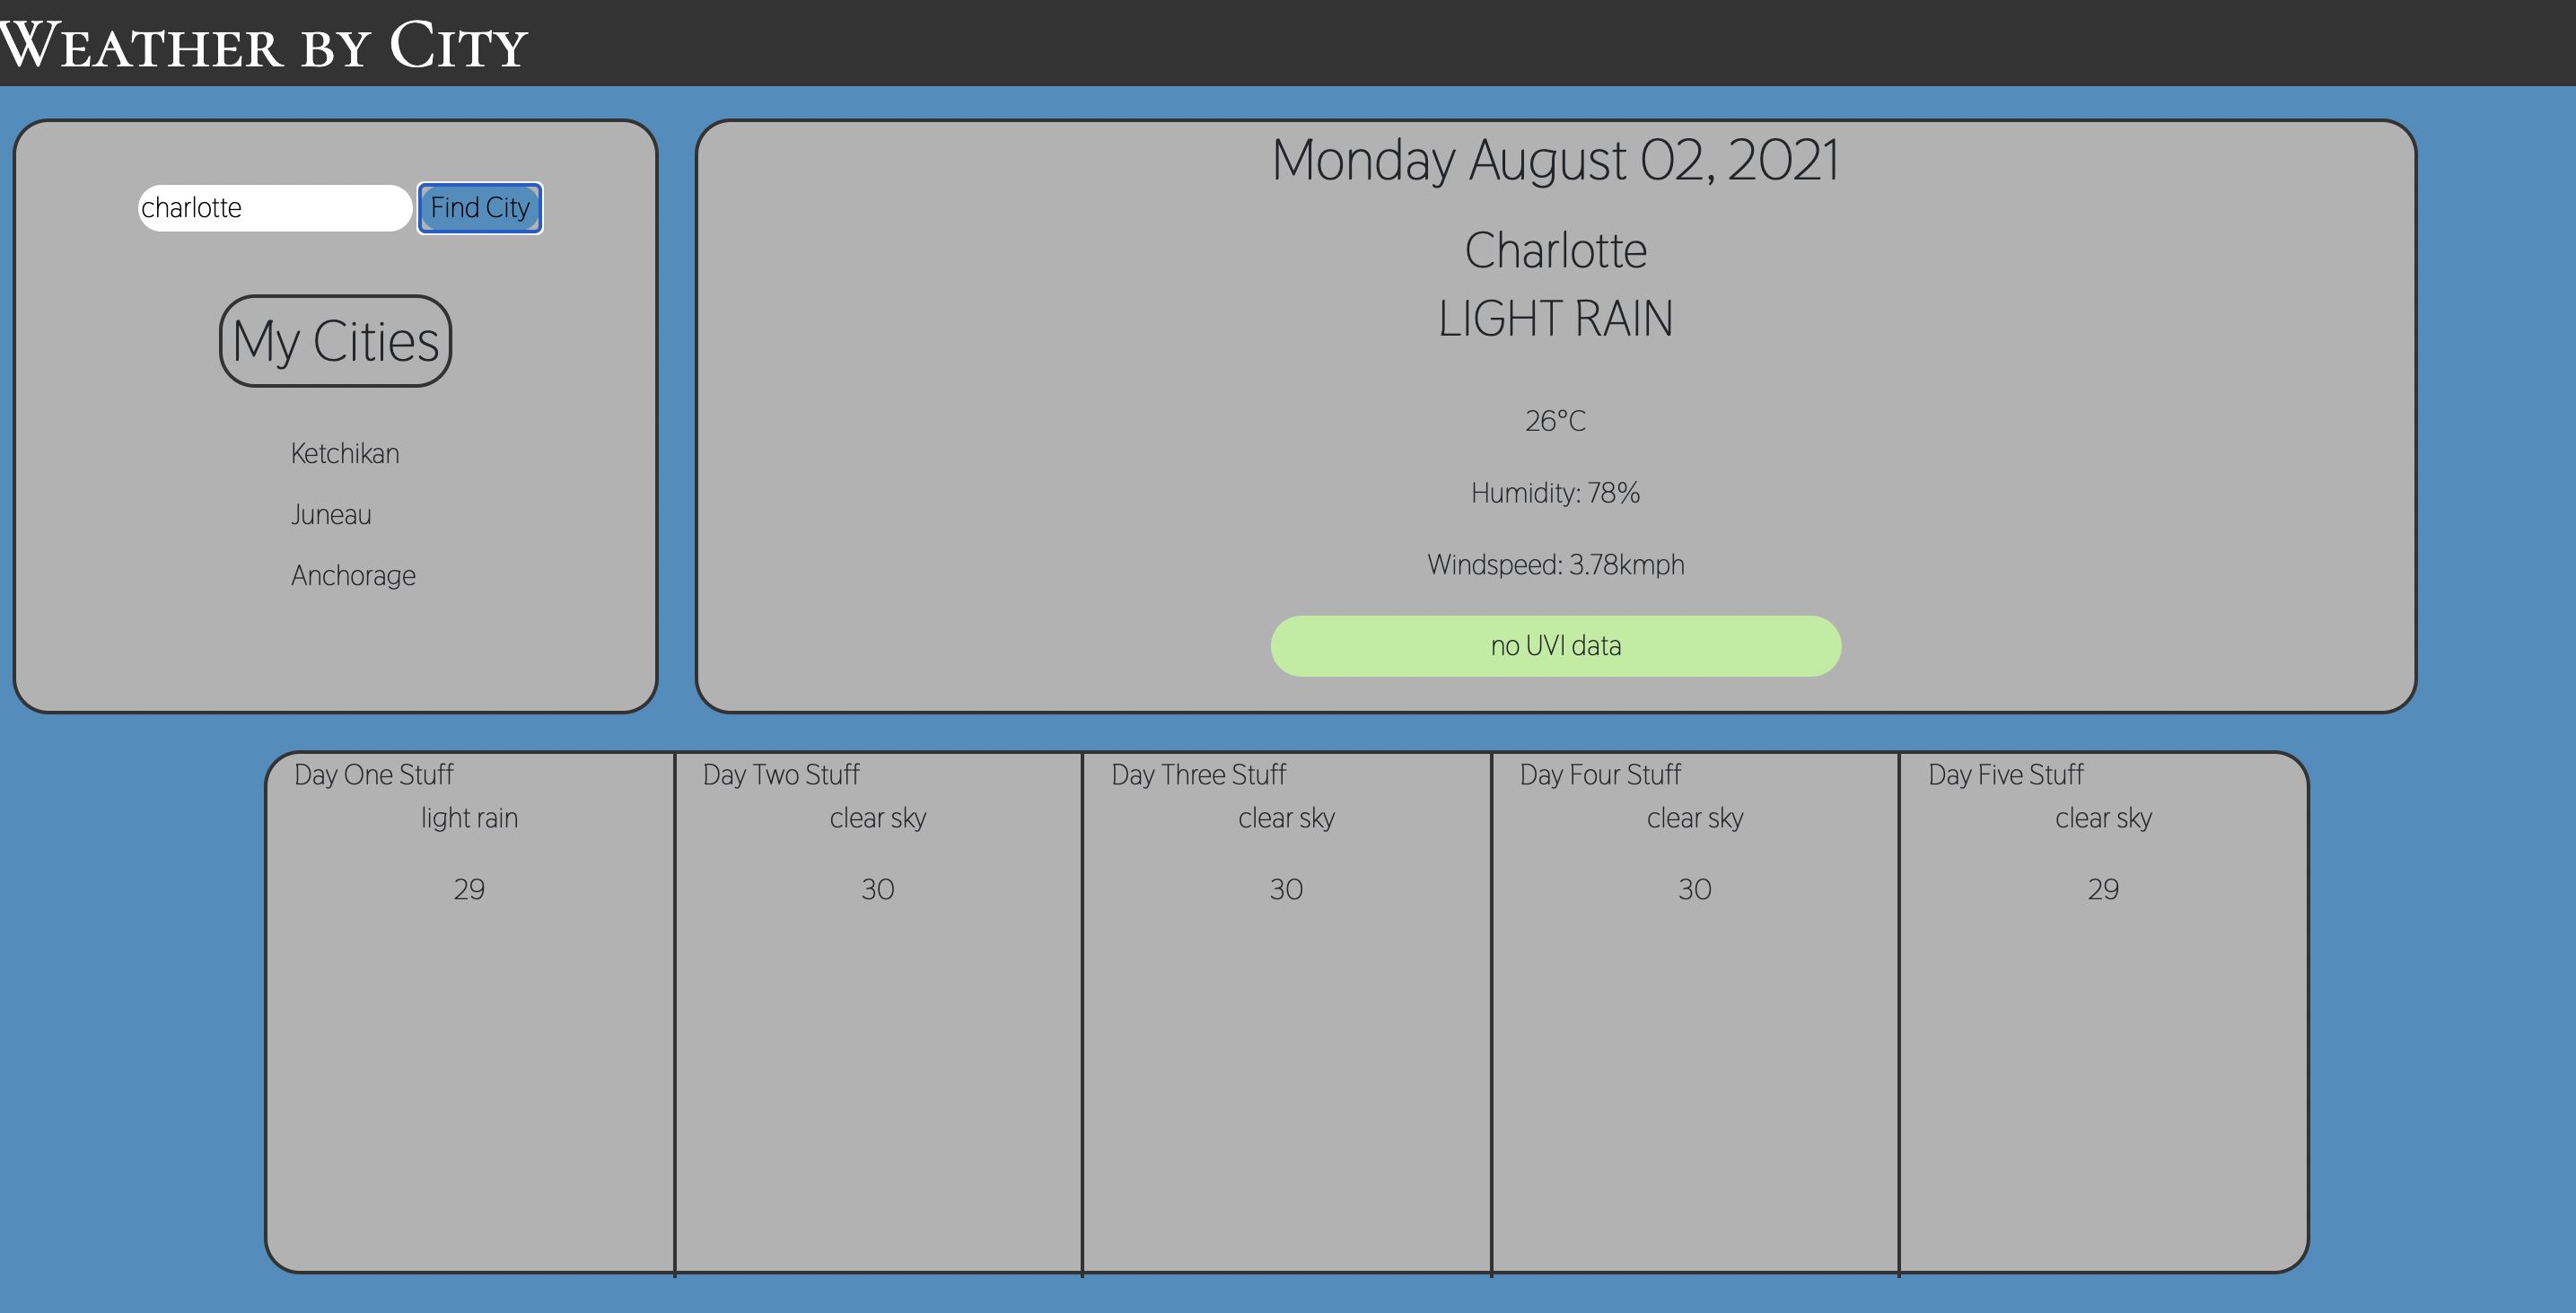 Weather by City
charlotte
Find City
My Cities
Ketchikan
Juneau
Anchorage
Monday August 02, 2021
Charlotte
LIGHT RAIN
26°C
Humidity: 78%
Windspeed: 3.78kmph
no UVI data
Day One Stuff
light rain
29
Day Two Stuff
clear sky
30
Day Three Stuff
clear sky
30
Day Four Stuff
clear sky
30
Day Five Stuff
clear sky
29